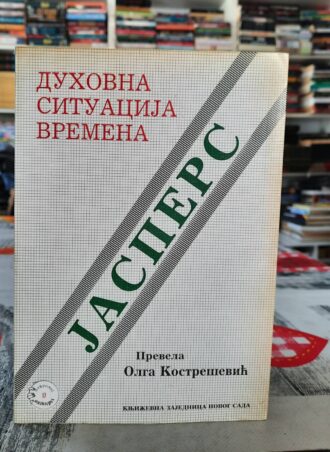 ДУХОВНА
СИТУАЦИЈА
ВРЕМЕНА
ЈАСПЕРС
Превела
Олга Кострешевић
КЊИЖЕВНА ЗАЈЕДНИЦА НОВОГ САДА